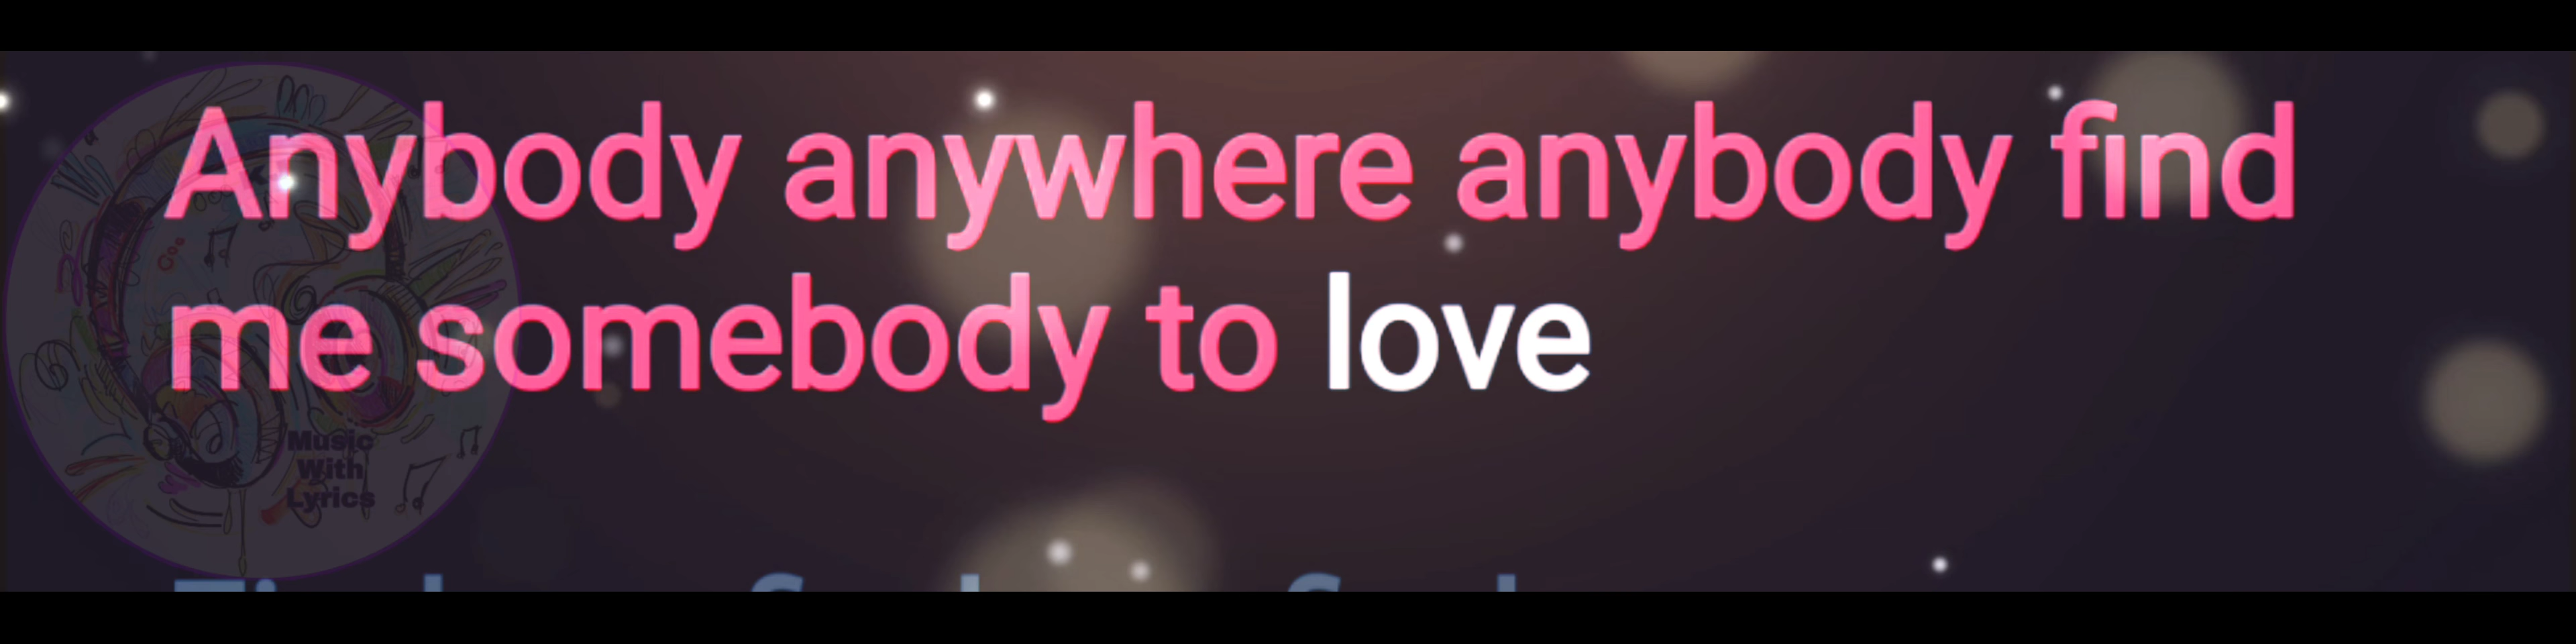 Anybody anywhere anybody find
me somebody to love
Music
With
Lyrics